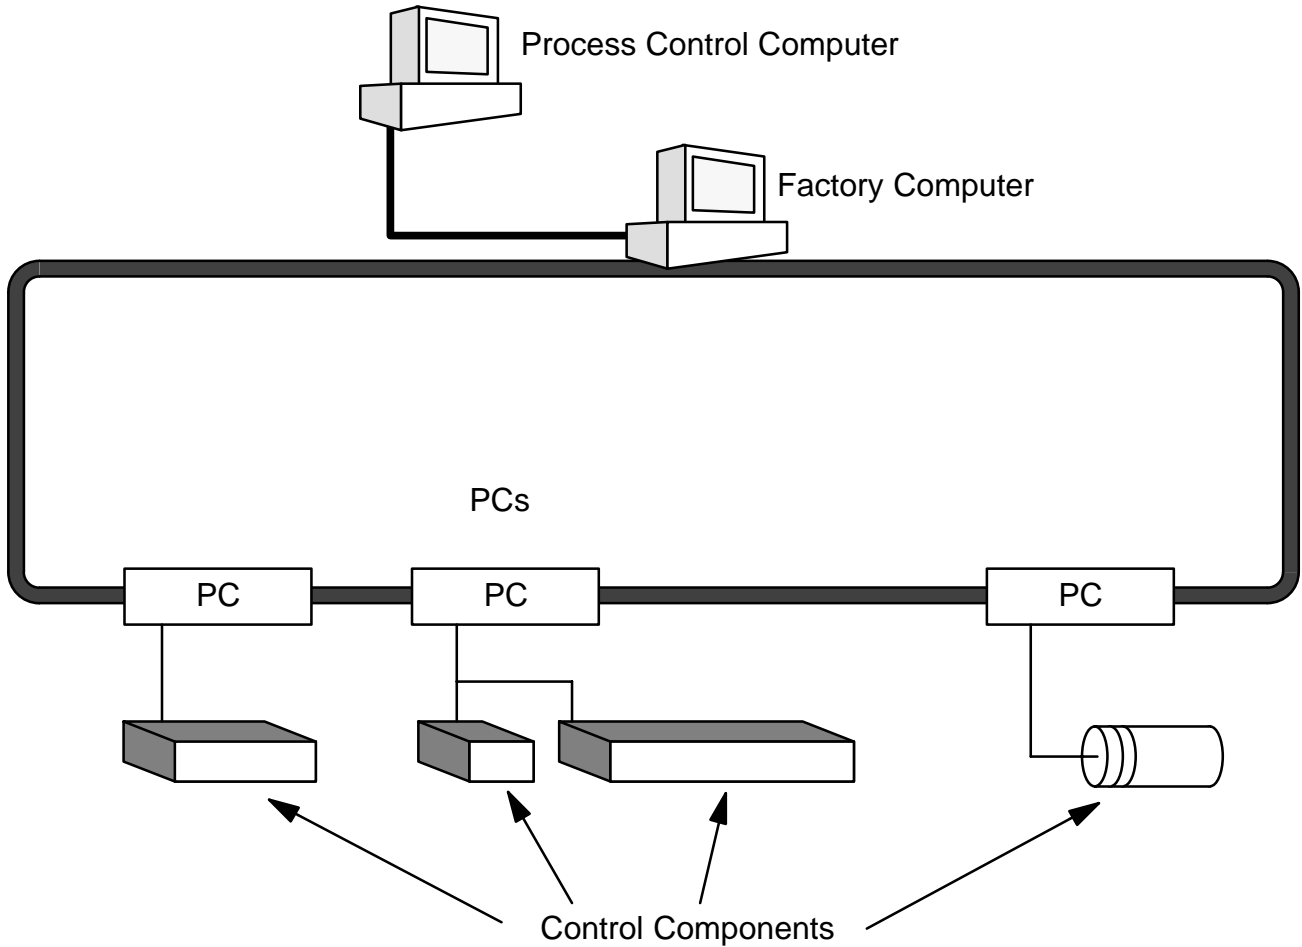 Process Control Computer
Factory Computer
PCs
PC
PC
PC
Control Components